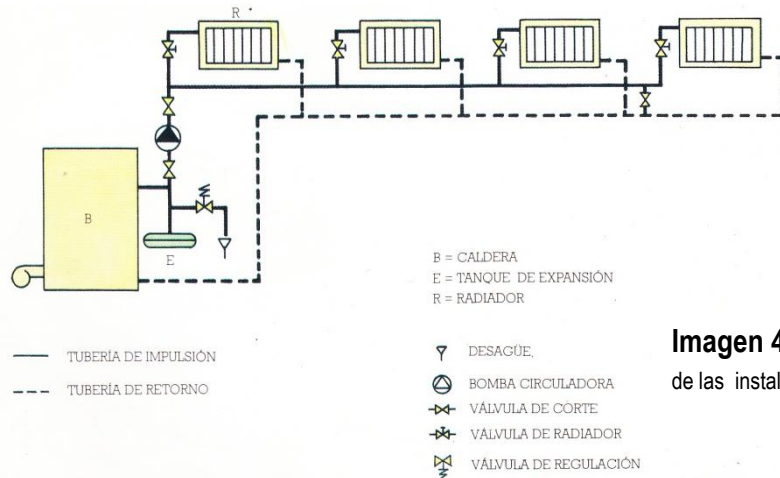 R
B
E
B = CALDERA
E = TANQUE DE EXPANSIÓN
R = RADIADOR
TUBERÍA DE IMPULSIÓN
TUBERÍA DE RETORNO
DESAGÜE,
BOMBA CIRCULADORA
VÁLVULA DE CORTE
VÁLVULA DE RADIADOR
VÁLVULA DE REGULACIÓN
Imagen 4
de las instal